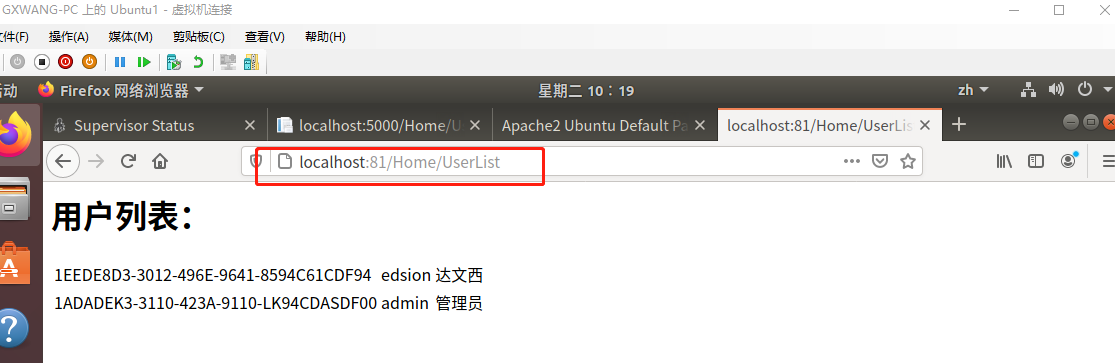 GXWANG-PC 上的 Ubuntu1 - 虚拟机连接
文件(F) 操作(A) 媒体(M) 剪贴板(C) 查看(V) 帮助(H)
活动 Firefox 网络浏览器 星期二 10:19 zh
Supervisor Status localhost:5000/Home/U Apache2 Ubuntu Default Pa localhost:81/Home/UserLis
localhost:81/Home/UserList
用户列表：
1EEDE8D3-3012-496E-9641-8594C61CDF94 edsion 达文西
1ADADEK3-3110-423A-9110-LK94CDASDF00 admin 管理员